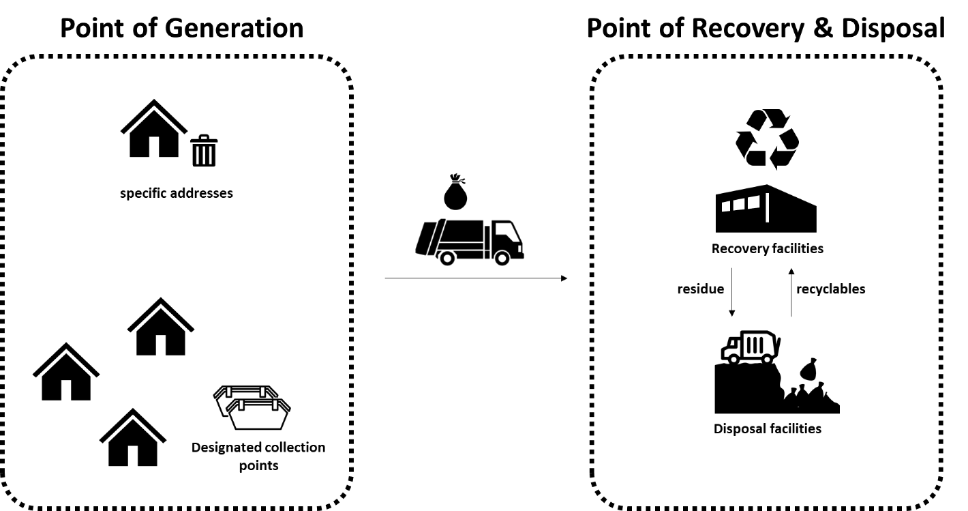 Point of Generation
Point of Recovery & Disposal
specific addresses
Recovery facilities
residue
recyclables
Designated collection
points
Disposal facilities